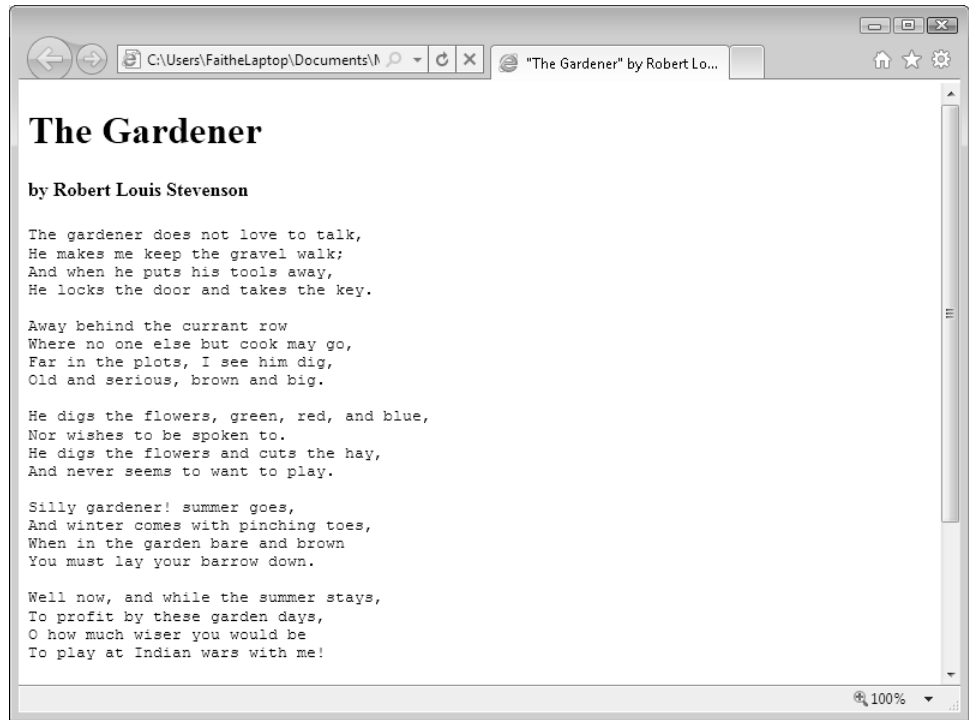 C:\Users\FaitheLaptop\Documents\
"The Gardener" by Robert Lo...
The Gardener
by Robert Louis Stevenson
The gardener does not love to talk,
He makes me keep the gravel walk;
And when he puts his tools away,
He locks the door and takes the key.
Away behind the currant row
Where no one else but cook may go,
Far in the plots, I see him dig,
Old and serious, brown and big.
He digs the flowers, green, red, and blue,
Nor wishes to be spoken to.
He digs the flowers and cuts the hay,
And never seems to want to play.
Silly gardener! summer goes,
And winter comes with pinching toes,
When in the garden bare and brown
You must lay your barrow down.
Well now, and while the summer stays,
To profit by these garden days,
O how much wiser you would be
To play at Indian wars with me!
100%